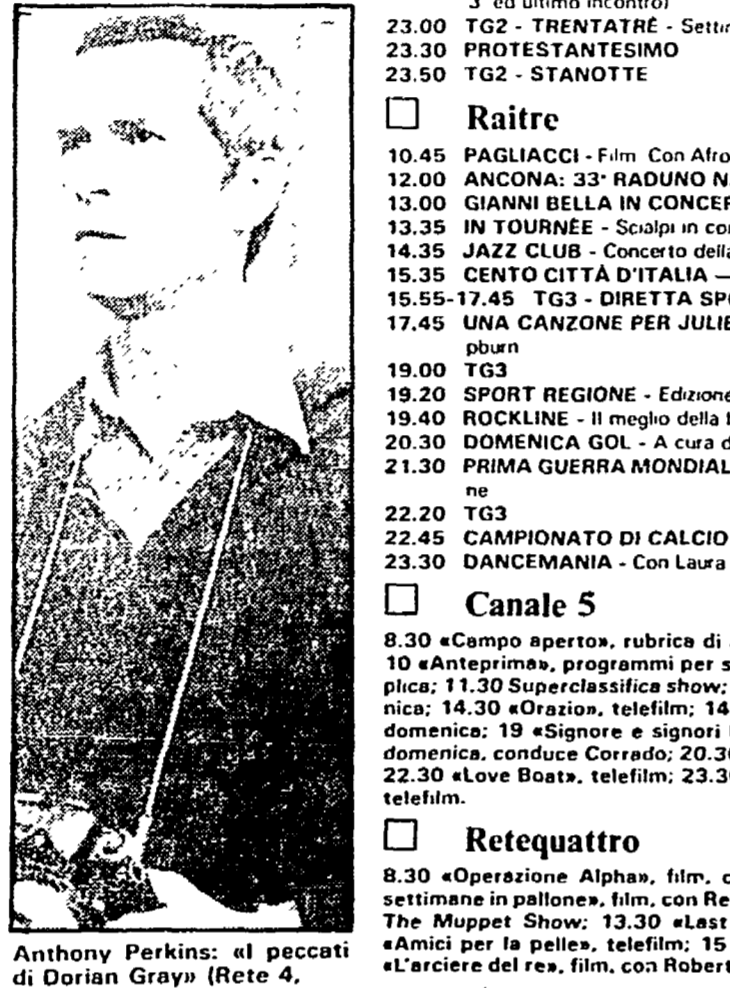 3ª ed ultimo incontro)
23.00 TG2 - TRENTATRÉ -
23.30 PROTESTANTESIMO
23.50 TG2 - STANOTTE
Raitre
10.45 PAGLIACCI - Film Con Afro
12.00 ANCONA: 33· RADUNO N
13.00 GIANNI BELLA IN CONCER
13.35 IN TOURNÉE - Scialpi in con
14.35 JAZZ CLUB - Concerto della
15.35 CENTO CITTÀ D'ITALIA —
15.55-17.45 TG3 - DIRETTA SPO
17.45 UNA CANZONE PER JULIE
pburn
19.00 TG3
19.20 SPORT REGIONE - Edizione
19.40 ROCKLINE - Il meglio della
20.30 DOMENICA GOL - A cura d
21.30 PRIMA GUERRA MONDIAL
ne
22.20 TG3
22.45 CAMPIONATO DI CALCIO
23.30 DANCEMANIA - Con Laura
Canale 5
8.30 «Campo aperto», rubrica di
10 «Anteprima», programmi per s
plica; 11.30 Superclassifica show;
nica; 14.30 «Orazio», telefilm; 14
domenica; 19 «Signore e signori
domenica, conduce Corrado; 20.30
22.30 «Love Boat», telefilm; 23.30
telefilm.
Retequattro
8.30 «Operazione Alpha», film, c
settimane in pallone», film, con Re
The Muppet Show; 13.30 «Last
«Amici per la pelle», telefilm; 15
«L'arciere del re», film, con Robert
Anthony Perkins: «I peccati
di Dorian Gray» (Rete 4,